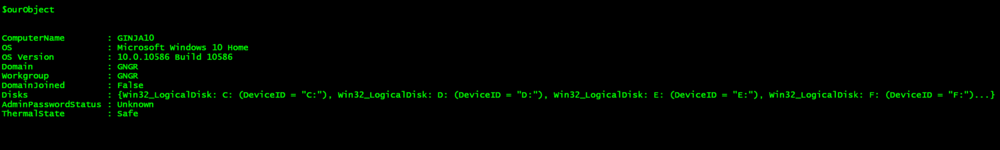 $ourObject
ComputerName : GINJA10
OS : Microsoft Windows 10 Home
OS Version : 10.0.10586 Build 10586
Domain : GNGR
Workgroup : GNGR
DomainJoined : False
Disks : {Win32_LogicalDisk: C: (DeviceID = "C:"), Win32_LogicalDisk: D: (DeviceID = "D:"), Win32_LogicalDisk: E: (DeviceID = "E:"), Win32_LogicalDisk: F: (DeviceID = "F:")...}
AdminPasswordStatus : Unknown
ThermalState : Safe